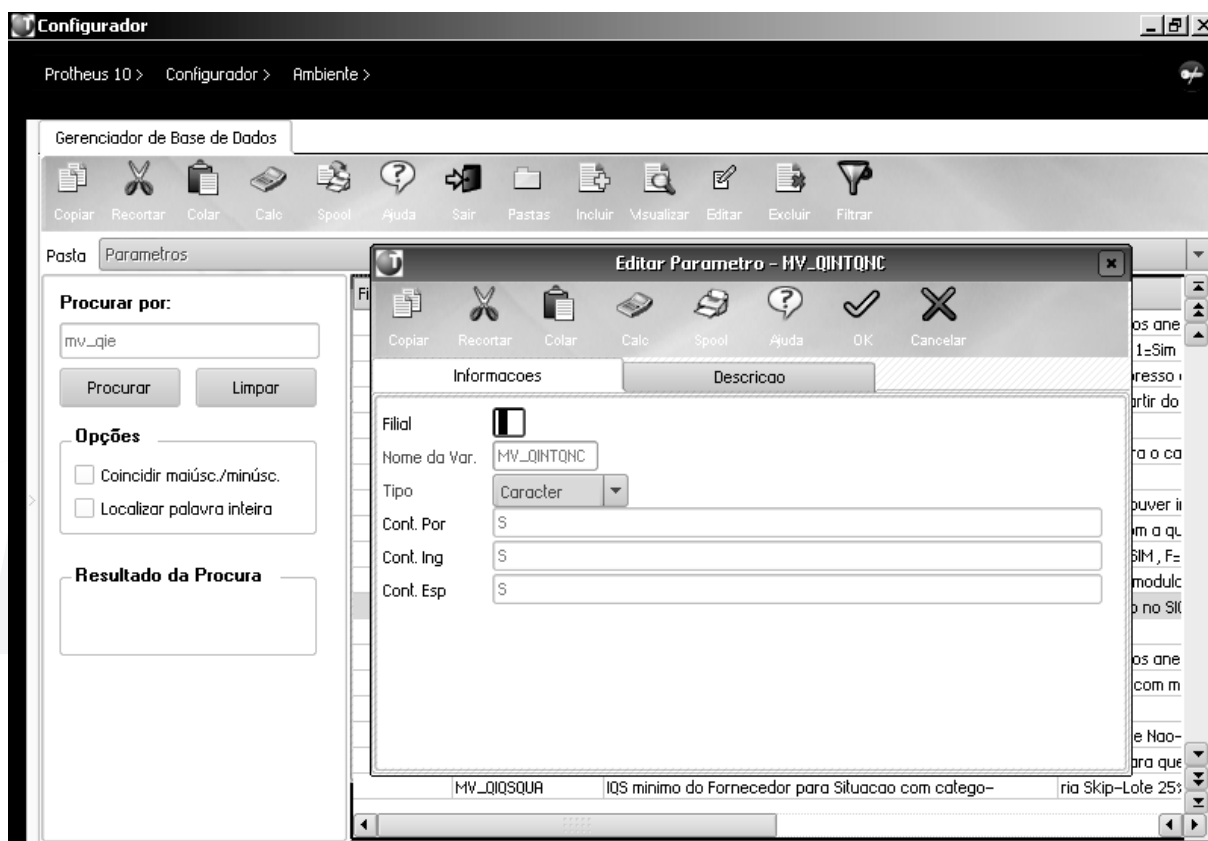 Configurador
Protheus 10 > Configurador > Ambiente >
Gerenciador de Base de Dados
Copiar Recortar Colar Calc Spool Ajuda Sair Pastas Incluir Visualizar Editar Excluir Filtrar
Pasta Parametros
Procurar por:
mv_qie
Procurar Limpar
Opções
Coincidir maiúsc./minúsc.
Localizar palavra inteira
Resultado da Procura
Fi
Editar Parametro - MV_QINTQNC
Copiar Recortar Colar Calc Spool Ajuda OK Cancelar
Informacoes Descricao
Filial
Nome da Var. MV_QINTQNC
Tipo Caracter
Cont. Por S
Cont. Ing S
Cont. Esp S
os ane
1=Sim
resso
rtir do
ra o ca
ouver i
m a qu
SIM , F=
modulo
o no SI
os ane
com m
e Nao-
ara que
MV_QIQSQUA IQS minimo do Fornecedor para Situacao com catego- ria Skip-Lote 25%